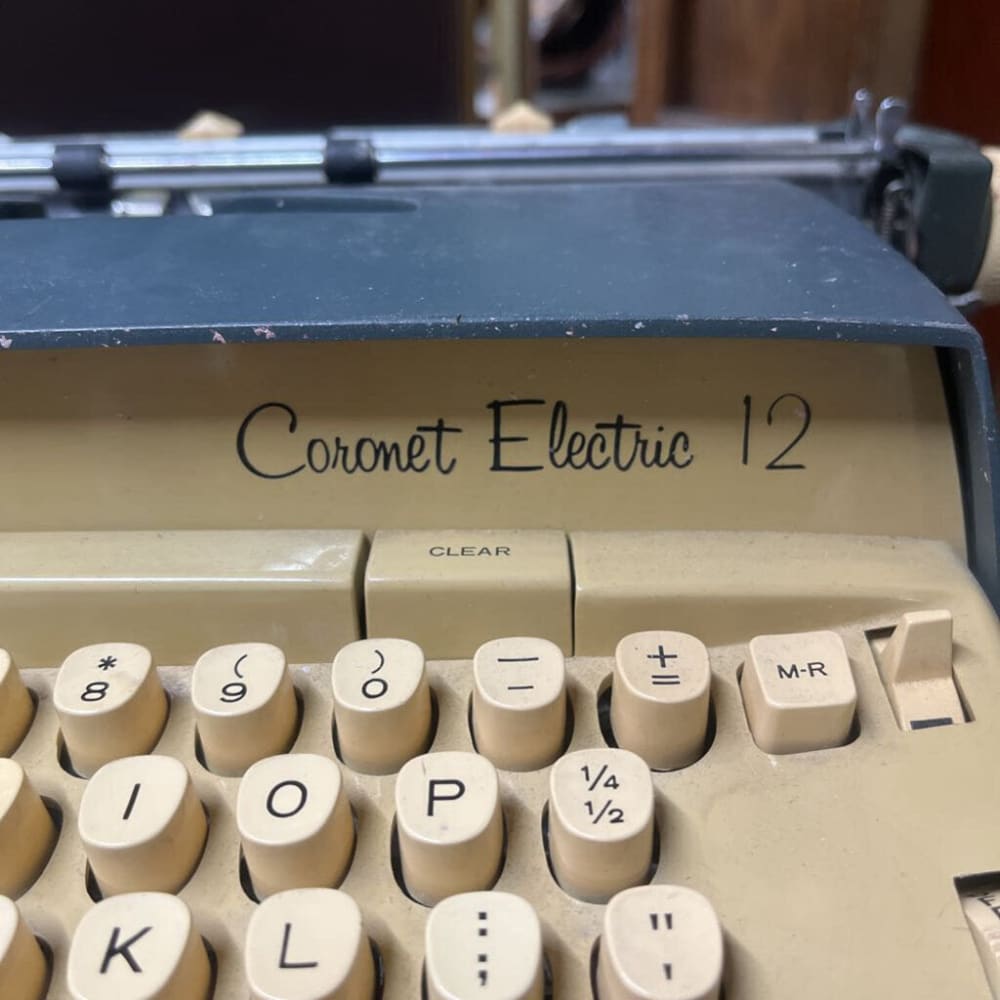 Coronet Electric 12
CLEAR
* ( ) — + M-R
8 9 0 - =
I O P 1/4
1/2
K L : "
; '